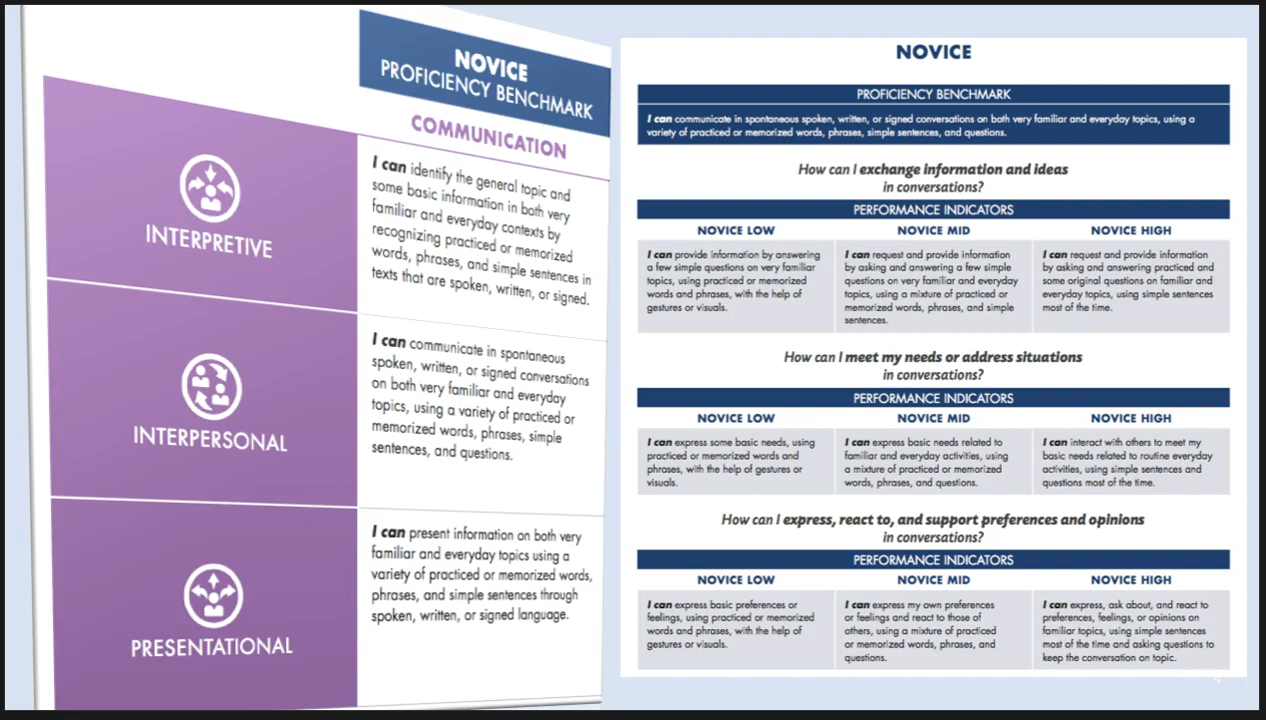 NOVICE
PROFICIENCY BENCHMARK
COMMUNICATION
INTERPRETIVE
I can identify the general topic and
some basic information in both very
familiar and everyday contexts by
recognizing practiced or memorized
words, phrases, and simple sentences in
texts that are spoken, written, or signed.
INTERPERSONAL
I can communicate in spontaneous
spoken, written, or signed conversations
on both very familiar and everyday
topics, using a variety of practiced or
memorized words, phrases, simple
sentences, and questions.
PRESENTATIONAL
I can present information on both very
familiar and everyday topics using a
variety of practiced or memorized words,
phrases, and simple sentences through
spoken, written, or signed language.
NOVICE
PROFICIENCY BENCHMARK
I can communicate in spontaneous spoken, written, or signed conversations on both very familiar and everyday topics, using a
variety of practiced or memorized words, phrases, simple sentences, and questions.
How can I exchange information and ideas
in conversations?
PERFORMANCE INDICATORS
NOVICE LOW
I can provide information by answering
a few simple questions on very familiar
topics, using practiced or memorized
words and phrases, with the help of
gestures or visuals.
NOVICE MID
I can request and provide information
by asking and answering a few simple
questions on very familiar and everyday
topics, using a mixture of practiced or
memorized words, phrases, and simple
sentences.
NOVICE HIGH
I can request and provide information
by asking and answering practiced and
some original questions on familiar and
everyday topics, using simple sentences
most of the time.
How can I meet my needs or address situations
in conversations?
PERFORMANCE INDICATORS
NOVICE LOW
I can express some basic needs, using
practiced or memorized words and
phrases, with the help of gestures or
visuals.
NOVICE MID
I can express basic needs related to
familiar and everyday activities, using
a mixture of practiced or memorized
words, phrases, and questions.
NOVICE HIGH
I can interact with others to meet my
basic needs related to routine everyday
activities, using simple sentences and
questions most of the time.
How can I express, react to, and support preferences and opinions
in conversations?
PERFORMANCE INDICATORS
NOVICE LOW
I can express basic preferences or
feelings, using practiced or memorized
words and phrases, with the help of
gestures or visuals.
NOVICE MID
I can express my own preferences
or feelings and react to those of
others, using a mixture of practiced
or memorized words, phrases, and
questions.
NOVICE HIGH
I can express, ask about, and react to
preferences, feelings, or opinions on
familiar topics, using simple sentences
most of the time and asking questions to
keep the conversation on topic.
4